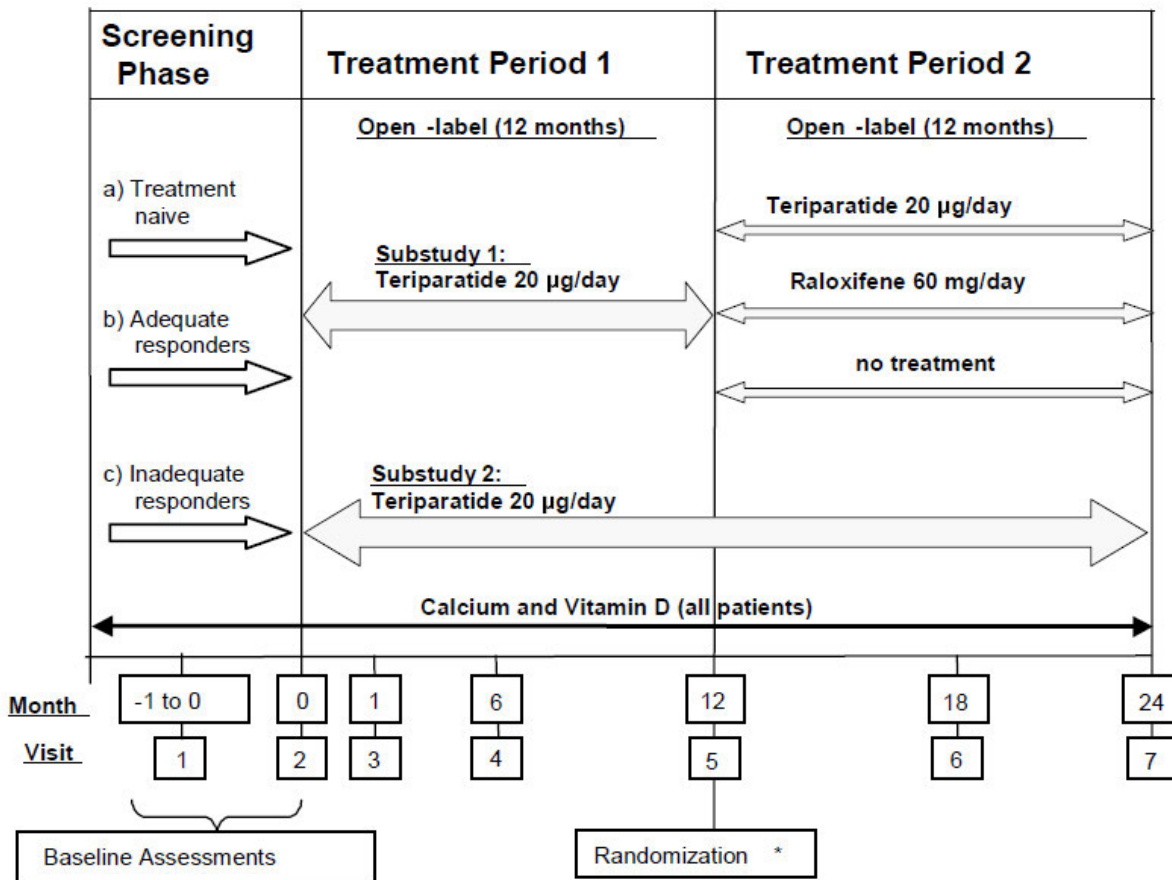 Screening
Phase
Treatment Period 1
Treatment Period 2
Open -label (12 months)
Open -label (12 months)
a) Treatment
naive
Teriparatide 20 µg/day
Substudy 1:
Teriparatide 20 µg/day
Raloxifene 60 mg/day
b) Adequate
responders
no treatment
c) Inadequate
responders
Substudy 2:
Teriparatide 20 µg/day
Calcium and Vitamin D (all patients)
Month -1 to 0 0 1 6 12 18 24
Visit 1 2 3 4 5 6 7
Baseline Assessments
Randomization *